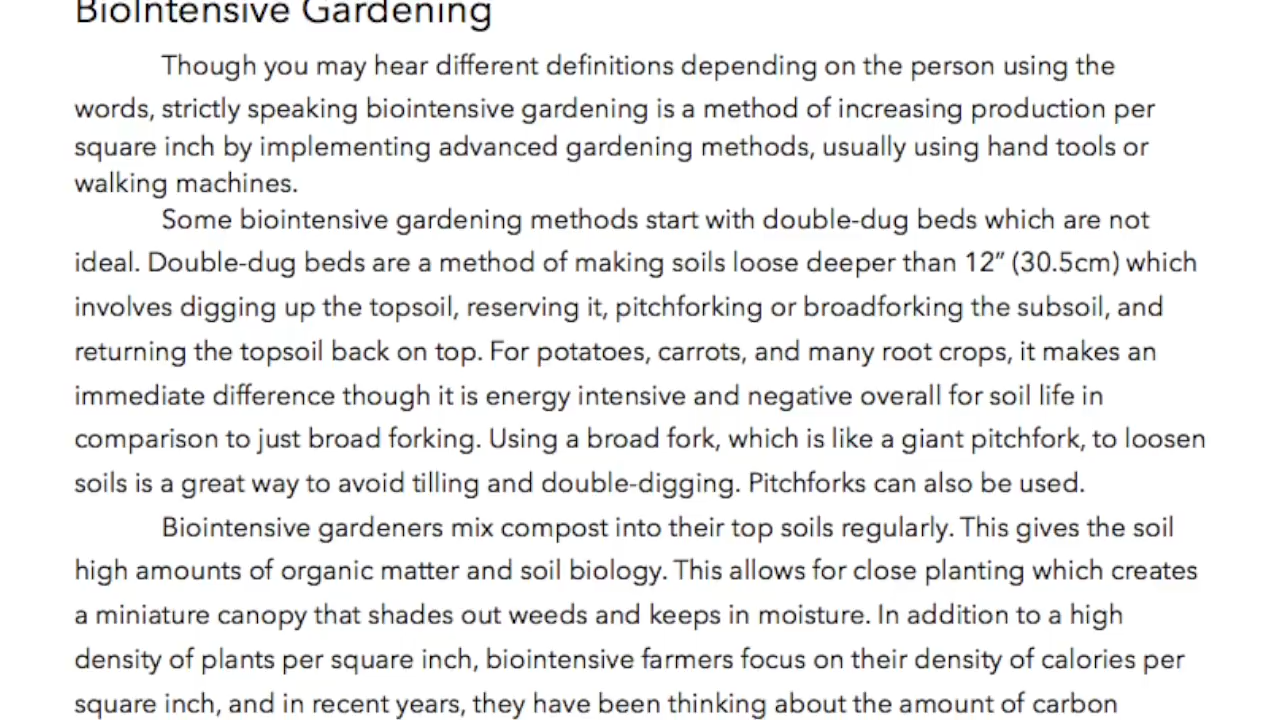 BioIntensive Gardening
Though you may hear different definitions depending on the person using the
words, strictly speaking biointensive gardening is a method of increasing production per
square inch by implementing advanced gardening methods, usually using hand tools or
walking machines.
Some biointensive gardening methods start with double-dug beds which are not
ideal. Double-dug beds are a method of making soils loose deeper than 12” (30.5cm) which
involves digging up the topsoil, reserving it, pitchforking or broadforking the subsoil, and
returning the topsoil back on top. For potatoes, carrots, and many root crops, it makes an
immediate difference though it is energy intensive and negative overall for soil life in
comparison to just broad forking. Using a broad fork, which is like a giant pitchfork, to loosen
soils is a great way to avoid tilling and double-digging. Pitchforks can also be used.
Biointensive gardeners mix compost into their top soils regularly. This gives the soil
high amounts of organic matter and soil biology. This allows for close planting which creates
a miniature canopy that shades out weeds and keeps in moisture. In addition to a high
density of plants per square inch, biointensive farmers focus on their density of calories per
square inch, and in recent years, they have been thinking about the amount of carbon